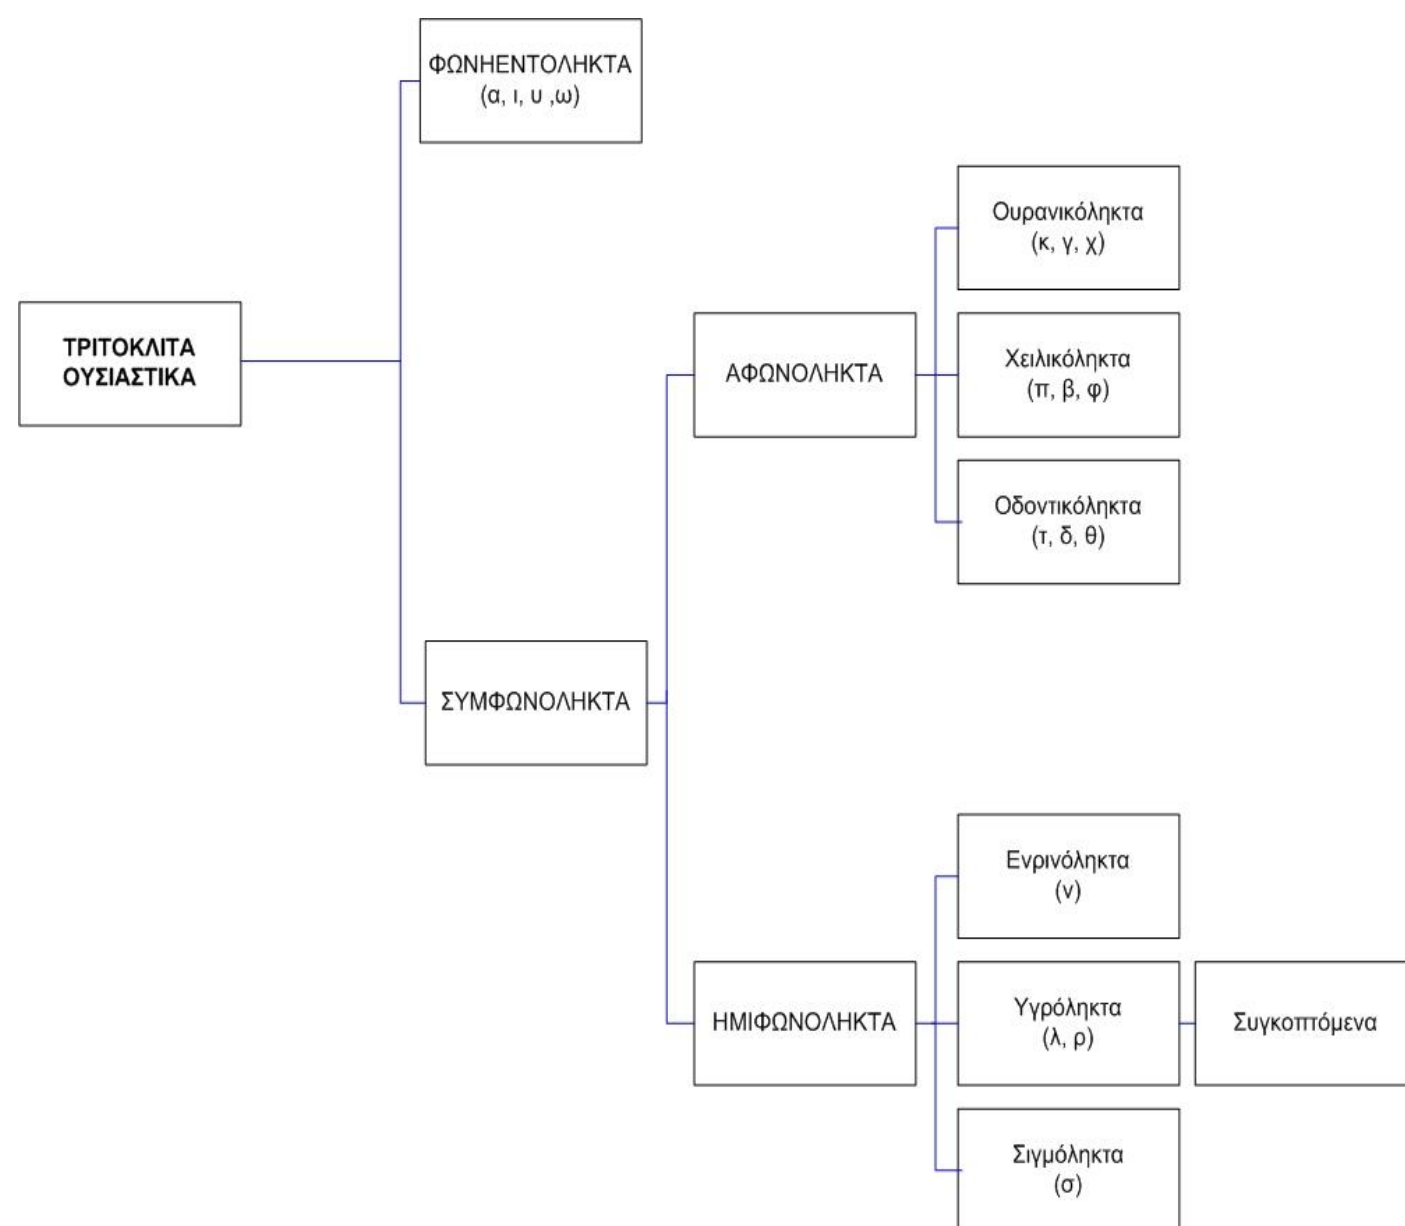 ΦΩΝΗΕΝΤΟΛΗΚΤΑ
(α, ι, υ ,ω)
Ουρανικόληκτα
(κ, γ, χ)
ΤΡΙΤΟΚΛΙΤΑ
ΟΥΣΙΑΣΤΙΚΑ
ΑΦΩΝΟΛΗΚΤΑ
Χειλικόληκτα
(π, β, φ)
Οδοντικόληκτα
(τ, δ, θ)
ΣΥΜΦΩΝΟΛΗΚΤΑ
Ενρινόληκτα
(ν)
ΗΜΙΦΩΝΟΛΗΚΤΑ
Υγρόληκτα
(λ, ρ)
Συγκοπτόμενα
Σιγμόληκτα
(σ)